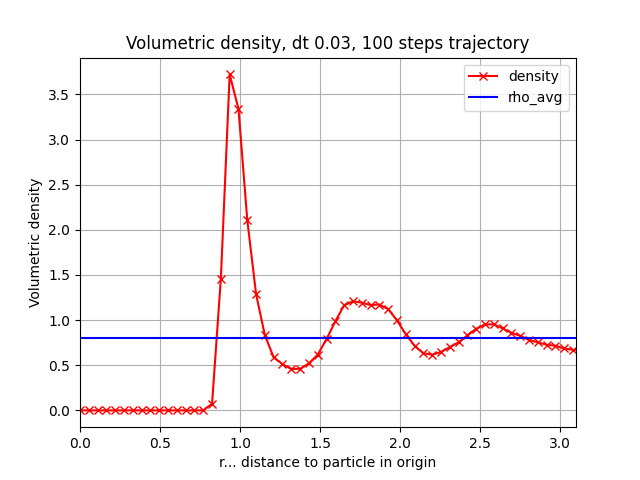 Volumetric density, dt 0.03, 100 steps trajectory
density
rho_avg
Volumetric density
3.5
3.0
2.5
2.0
1.5
1.0
0.5
0.0
0.0 0.5 1.0 1.5 2.0 2.5 3.0
r... distance to particle in origin